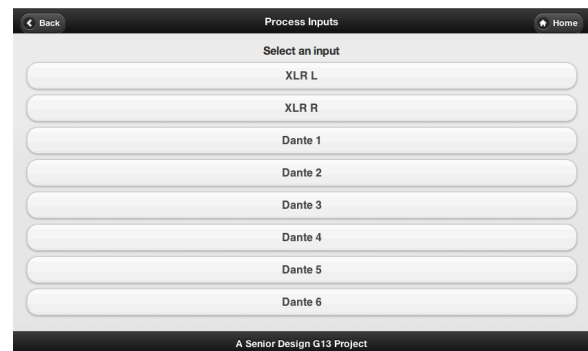 Back
Process Inputs
Home
Select an input
XLR L
XLR R
Dante 1
Dante 2
Dante 3
Dante 4
Dante 5
Dante 6
A Senior Design G13 Project